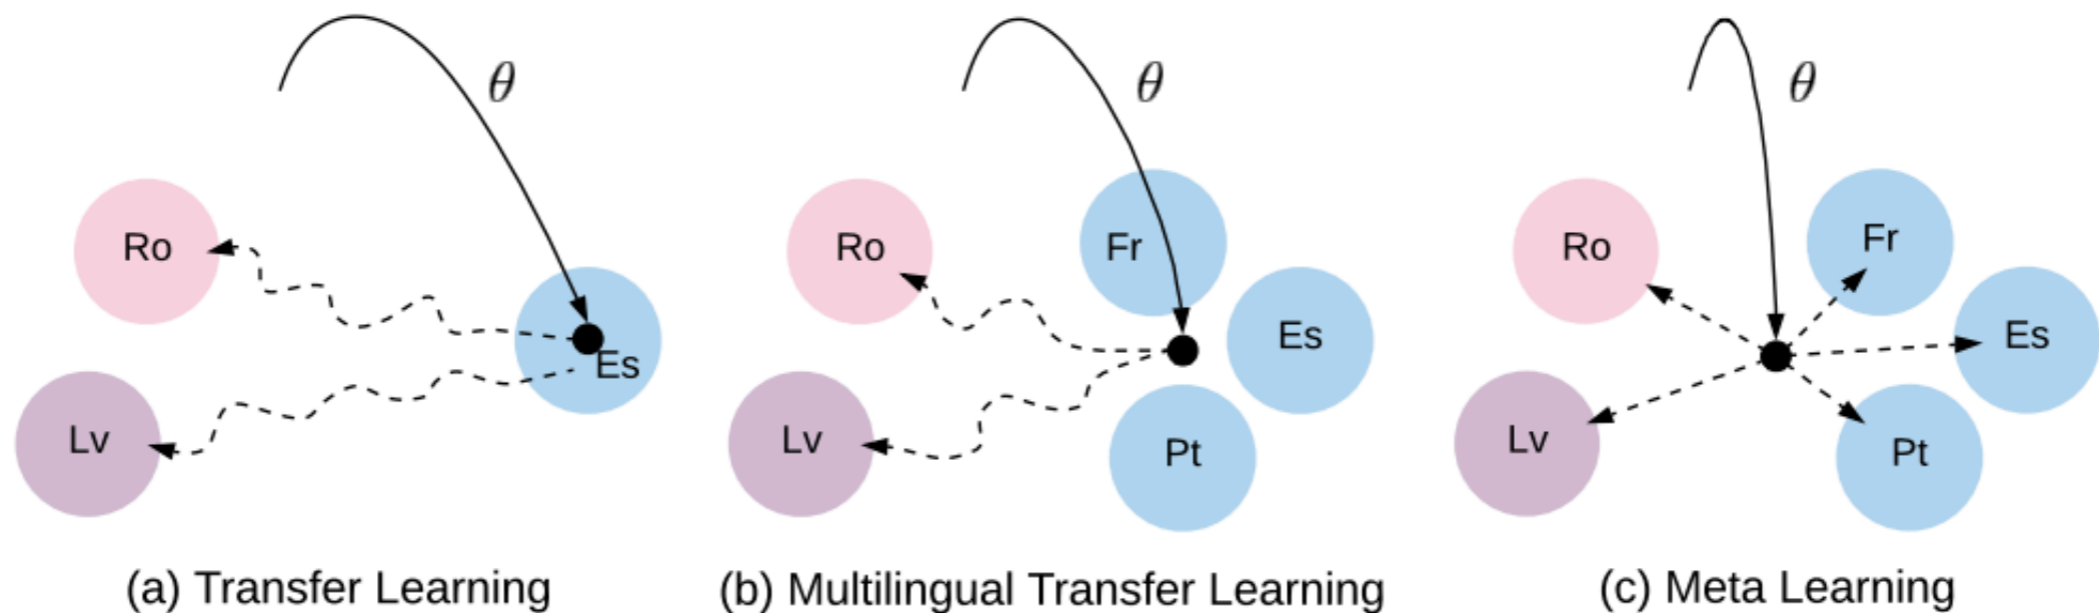 θ
Ro
Es
Lv
(a) Transfer Learning
θ
Ro
Fr
Es
Lv
Pt
(b) Multilingual Transfer Learning
θ
Ro
Fr
Es
Lv
Pt
(c) Meta Learning